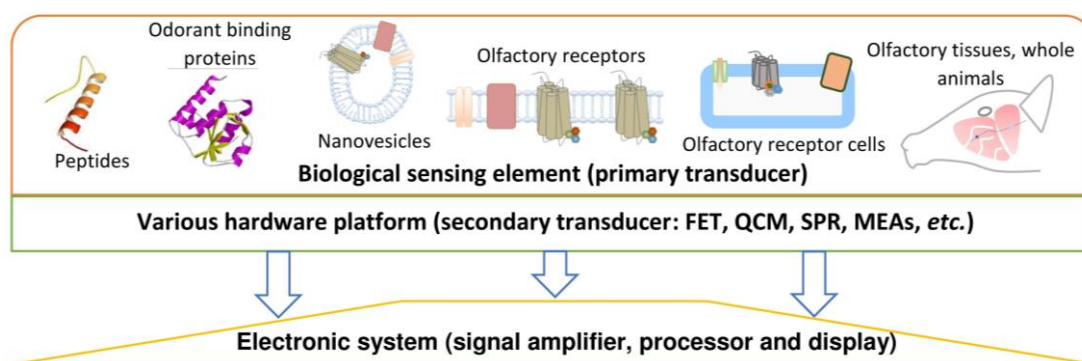 Peptides
Odorant binding
proteins
Nanovesicles
Olfactory receptors
Olfactory receptor cells
Olfactory tissues, whole
animals
Biological sensing element (primary transducer)
Various hardware platform (secondary transducer: FET, QCM, SPR, MEAs, etc.)
Electronic system (signal amplifier, processor and display)